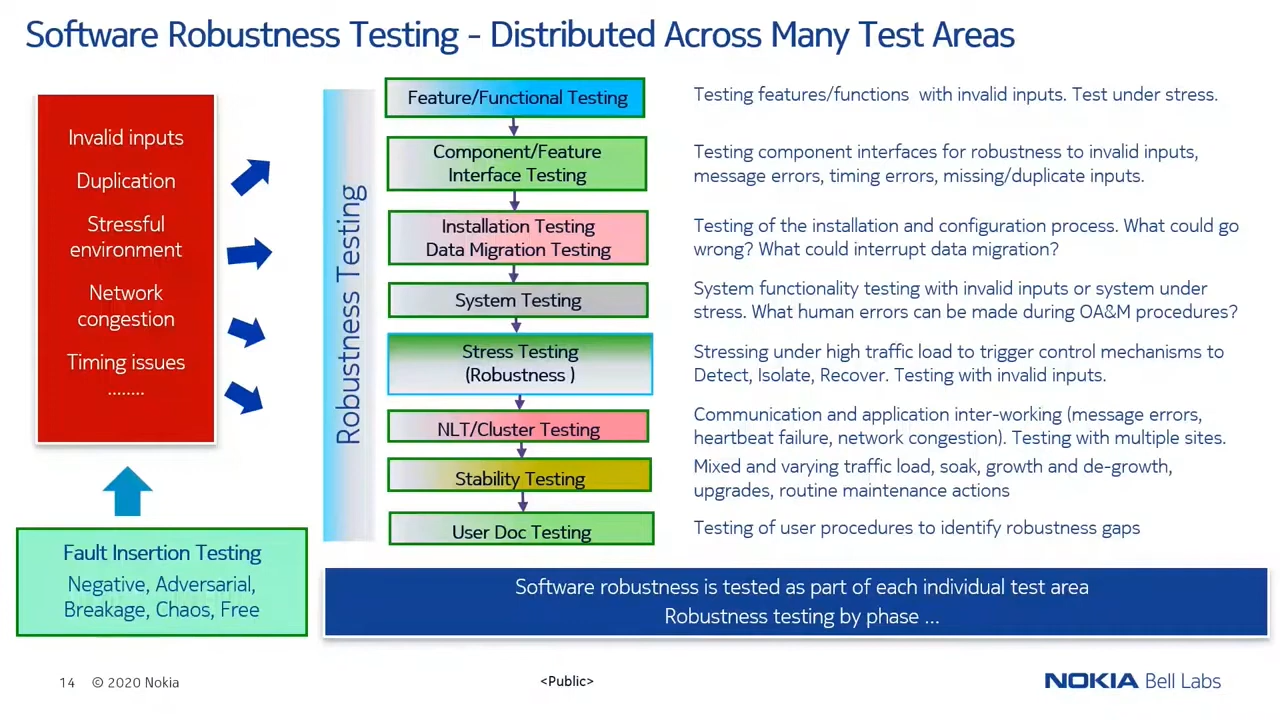 Software Robustness Testing - Distributed Across Many Test Areas
Invalid inputs
Duplication
Stressful
environment
Network
congestion
Timing issues
........
Fault Insertion Testing
Negative, Adversarial,
Breakage, Chaos, Free
Robustness Testing
Feature/Functional Testing
Testing features/functions with invalid inputs. Test under stress.
Component/Feature
Interface Testing
Testing component interfaces for robustness to invalid inputs,
message errors, timing errors, missing/duplicate inputs.
Installation Testing
Data Migration Testing
Testing of the installation and configuration process. What could go
wrong? What could interrupt data migration?
System Testing
System functionality testing with invalid inputs or system under
stress. What human errors can be made during OA&M procedures?
Stress Testing
(Robustness )
Stressing under high traffic load to trigger control mechanisms to
Detect, Isolate, Recover. Testing with invalid inputs.
NLT/Cluster Testing
Communication and application inter-working (message errors,
heartbeat failure, network congestion). Testing with multiple sites.
Stability Testing
Mixed and varying traffic load, soak, growth and de-growth,
upgrades, routine maintenance actions
User Doc Testing
Testing of user procedures to identify robustness gaps
Software robustness is tested as part of each individual test area
Robustness testing by phase ...
14 © 2020 Nokia
<Public>
NOKIA Bell Labs